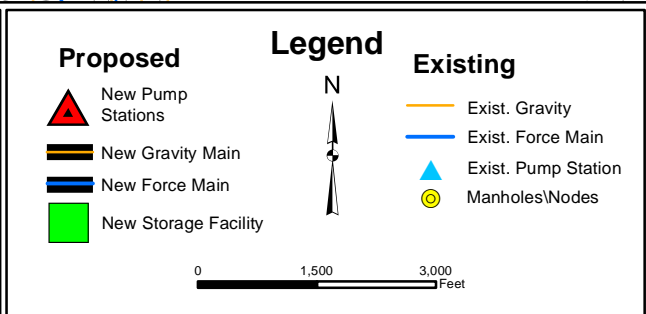 Legend
Proposed
New Pump
Stations
New Gravity Main
New Force Main
New Storage Facility
N
Existing
Exist. Gravity
Exist. Force Main
Exist. Pump Station
Manholes\Nodes
0 1,500 3,000
Feet